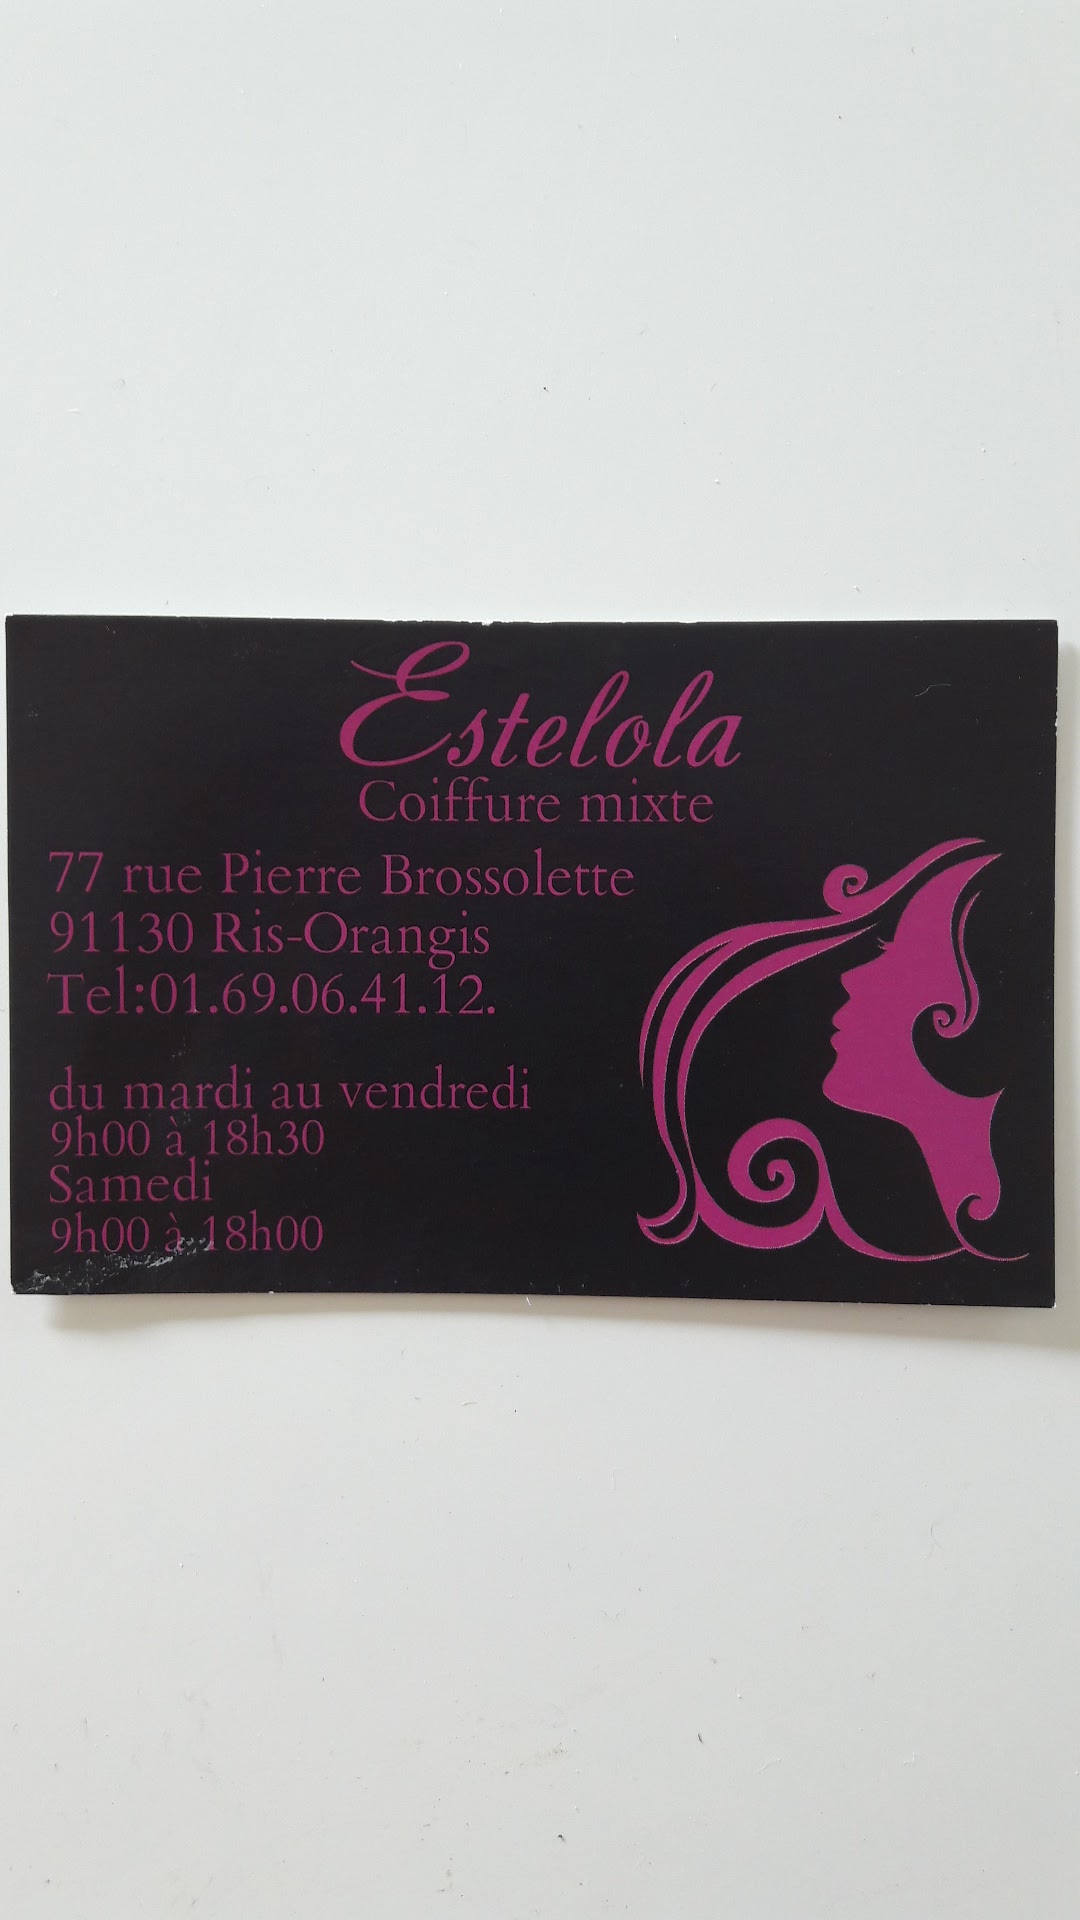 Estelola
Coiffure mixte
77 rue Pierre Brossolette
91130 Ris-Orangis
Tel:01.69.06.41.12.
du mardi au vendredi
9h00 à 18h30
Samedi
9h00 à 18h00